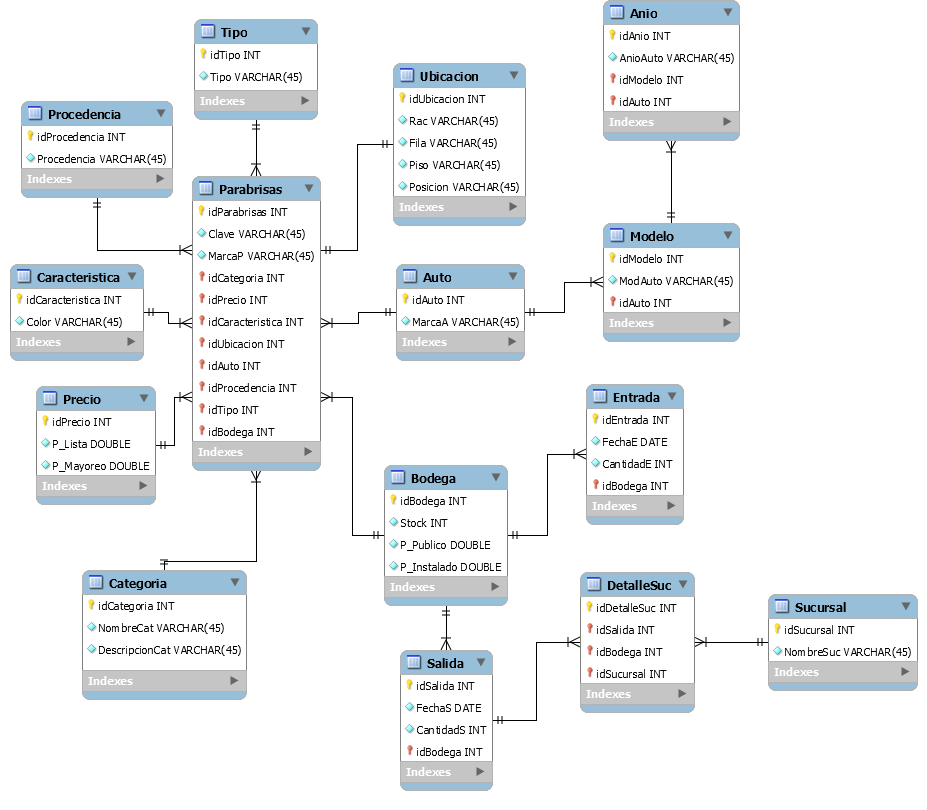 Tipo
idTipo INT
Tipo VARCHAR(45)
Indexes
Anio
idAnio INT
AnioAuto VARCHAR(45)
idModelo INT
idAuto INT
Indexes
Ubicacion
idUbicacion INT
Rac VARCHAR(45)
Fila VARCHAR(45)
Piso VARCHAR(45)
Posicion VARCHAR(45)
Indexes
Procedencia
idProcedencia INT
Procedencia VARCHAR(45)
Indexes
Parabrisas
idParabrisas INT
Clave VARCHAR(45)
MarcaP VARCHAR(45)
idCategoria INT
idPrecio INT
idCaracteristica INT
idUbicacion INT
idAuto INT
idProcedencia INT
idTipo INT
idBodega INT
Indexes
Modelo
idModelo INT
ModAuto VARCHAR(45)
idAuto INT
Indexes
Caracteristica
idCaracteristica INT
Color VARCHAR(45)
Indexes
Auto
idAuto INT
MarcaA VARCHAR(45)
Indexes
Precio
idPrecio INT
P_Lista DOUBLE
P_Mayoreo DOUBLE
Indexes
Entrada
idEntrada INT
FechaE DATE
CantidadE INT
idBodega INT
Indexes
Bodega
idBodega INT
Stock INT
P_Publico DOUBLE
P_Instalado DOUBLE
Indexes
Categoria
idCategoria INT
NombreCat VARCHAR(45)
DescripcionCat VARCHAR(45)
Indexes
DetalleSuc
idDetalleSuc INT
idSalida INT
idBodega INT
idSucursal INT
Indexes
Sucursal
idSucursal INT
NombreSuc VARCHAR(45)
Indexes
Salida
idSalida INT
FechaS DATE
CantidadS INT
idBodega INT
Indexes